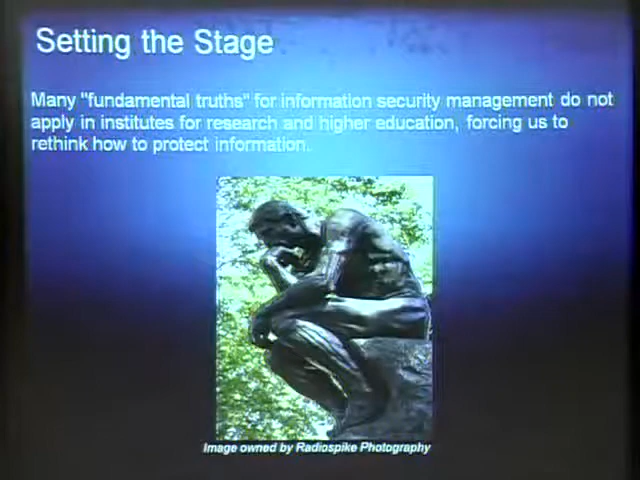 Setting the Stage
Many "fundamental truths" for information security management do not
apply in institutes for research and higher education, forcing us to
rethink how to protect information.
Image owned by Radiospike Photography